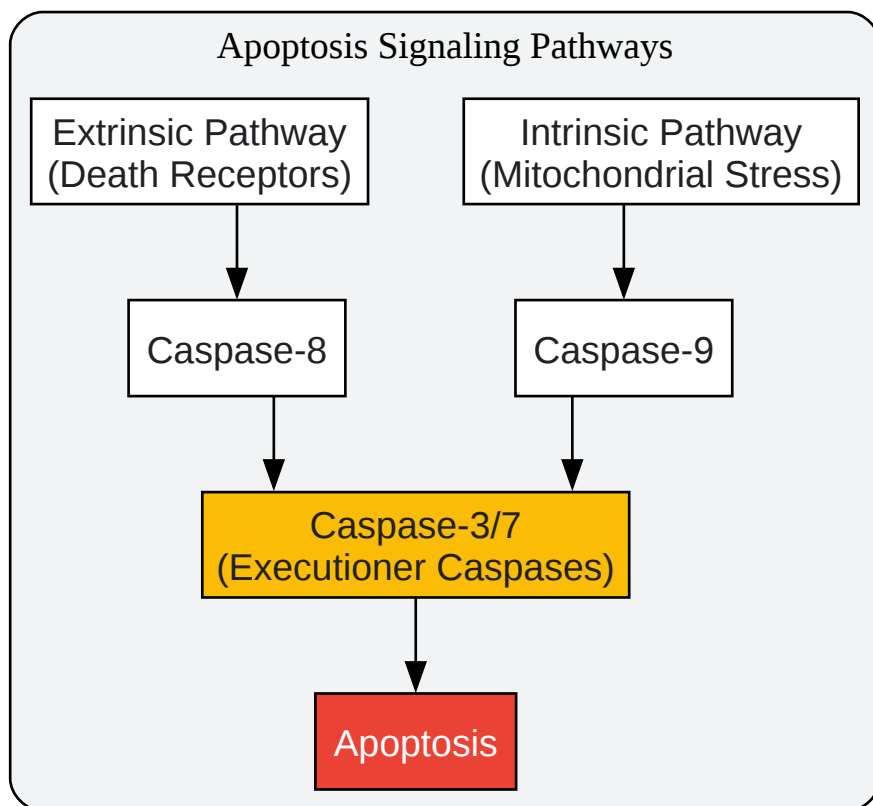 Apoptosis Signaling Pathways
Extrinsic Pathway
(Death Receptors)
Intrinsic Pathway
(Mitochondrial Stress)
Caspase-8
Caspase-9
Caspase-3/7
(Executioner Caspases)
Apoptosis